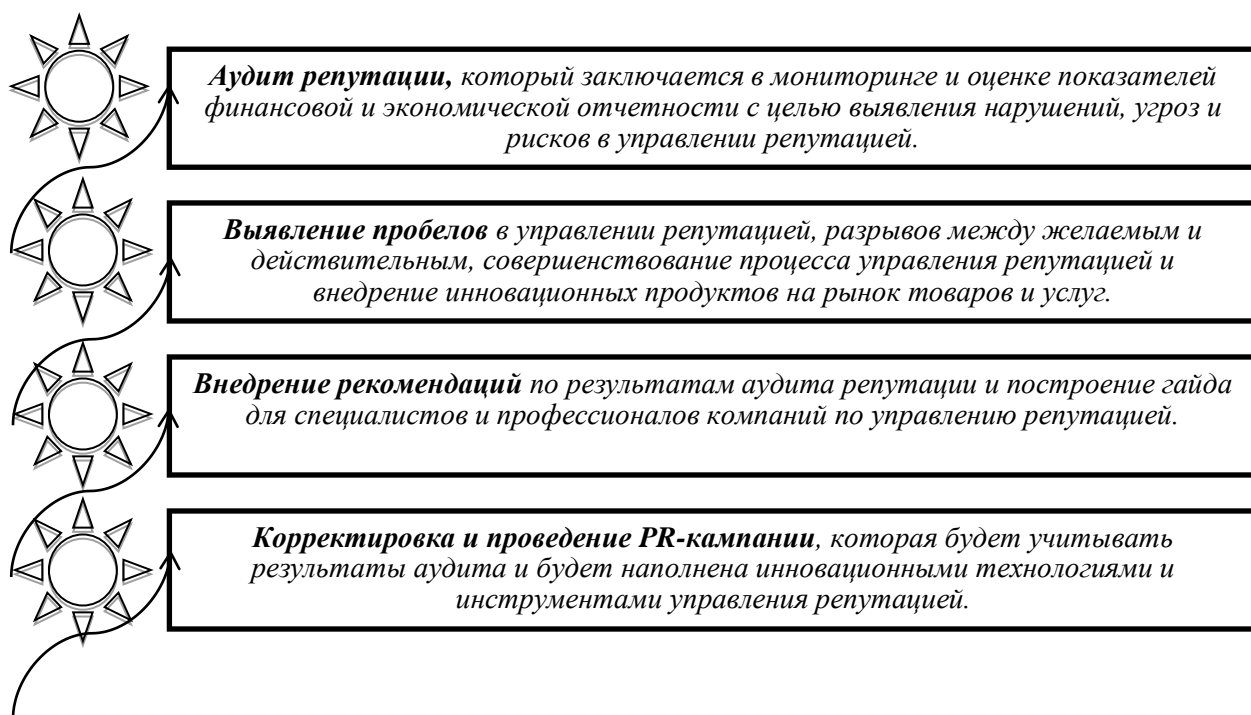 Аудит репутации, который заключается в мониторинге и оценке показателей
финансовой и экономической отчетности с целью выявления нарушений, угроз и
рисков в управлении репутацией.
Выявление пробелов в управлении репутацией, разрывов между желаемым и
действительным, совершенствование процесса управления репутацией и
внедрение инновационных продуктов на рынок товаров и услуг.
Внедрение рекомендаций по результатам аудита репутации и построение гайда
для специалистов и профессионалов компаний по управлению репутацией.
Корректировка и проведение PR-кампании, которая будет учитывать
результаты аудита и будет наполнена инновационными технологиями и
инструментами управления репутацией.